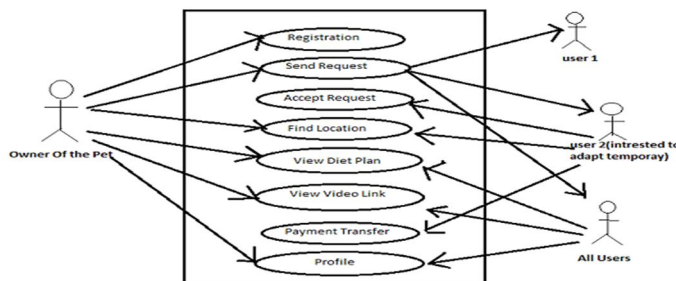 Registration
Send Request
user 1
Accept Request
Find Location
Owner Of the Pet
user 2(intrested to
adapt temporay)
View Diet Plan
View Video Link
Payment Transfer
All Users
Profile